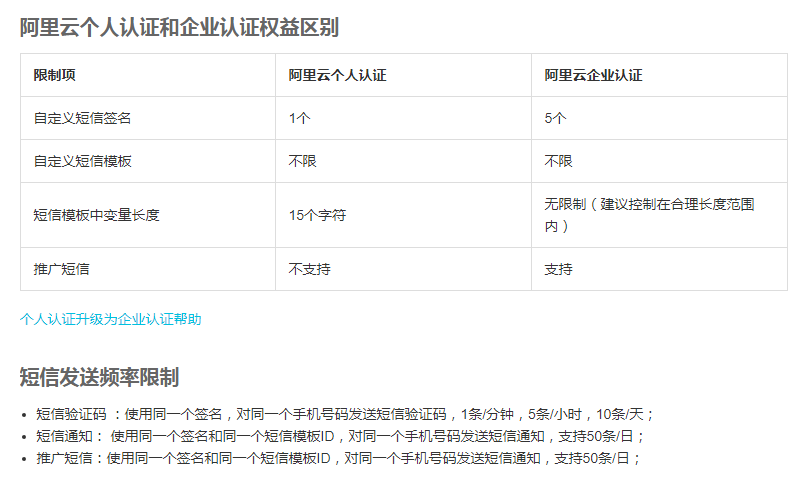 阿里云个人认证和企业认证权益区别
限制项 阿里云个人认证 阿里云企业认证
自定义短信签名 1个 5个
自定义短信模板 不限 不限
短信模板中变量长度 15个字符 无限制（建议控制在合理长度范围
内）
推广短信 不支持 支持
个人认证升级为企业认证帮助
短信发送频率限制
• 短信验证码 ：使用同一个签名，对同一个手机号码发送短信验证码，1条/分钟，5条/小时，10条/天；
• 短信通知： 使用同一个签名和同一个短信模板ID，对同一个手机号码发送短信通知，支持50条/日；
• 推广短信：使用同一个签名和同一个短信模板ID，对同一个手机号码发送短信通知，支持50条/日；